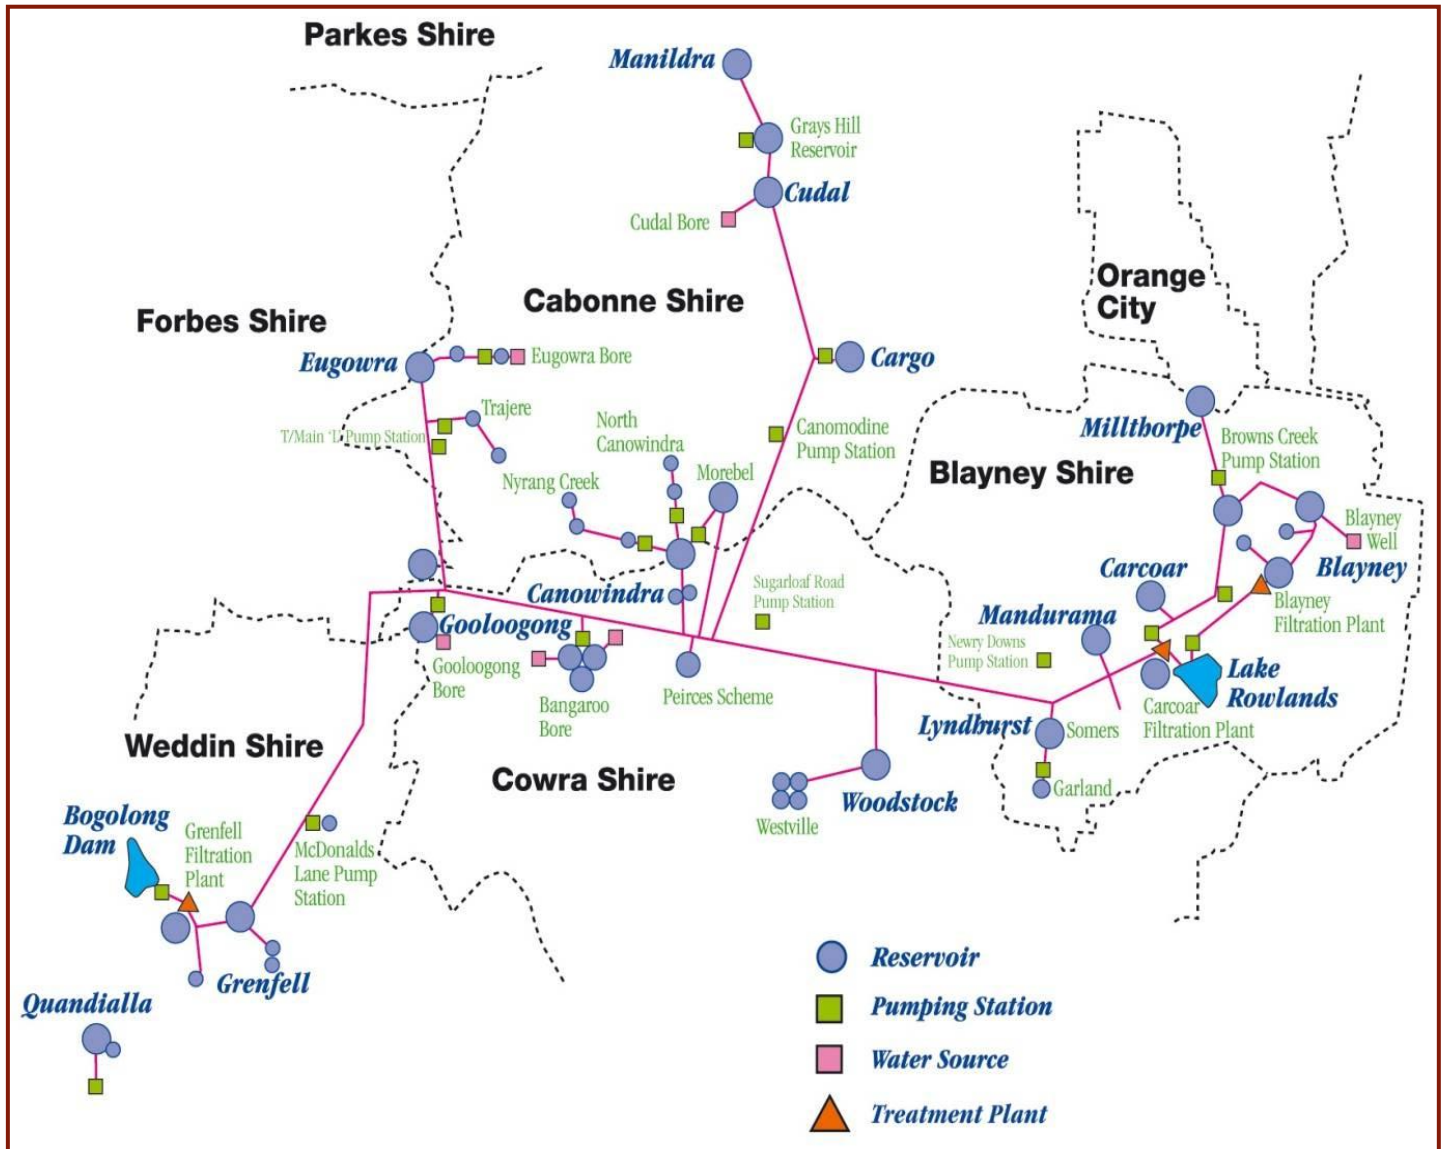 Parkes Shire
Manildra
Grays Hill
Reservoir
Cudal
Cudal Bore
Orange
City
Cabonne Shire
Forbes Shire
Eugowra
Eugowra Bore
Cargo
Trajere
T/Main 'L' Pump Station
North
Canowindra
Canomodine
Pump Station
Millthorpe
Browns Creek
Pump Station
Blayney Shire
Nyrang Creek
Morebel
Blayney
Well
Blayney
Carcoar
Canowindra
Sugarloaf Road
Pump Station
Mandurama
Blayney
Filtration Plant
Gooloogong
Newry Downs
Pump Station
Gooloogong
Bore
Lake
Rowlands
Peirces Scheme
Bangaroo
Bore
Carcoar
Filtration Plant
Lyndhurst
Somers
Weddin Shire
Cowra Shire
Garland
Woodstock
Westville
Bogolong
Dam
Grenfell
Filtration
Plant
McDonalds
Lane Pump
Station
Grenfell
Quandialla
Reservoir
Pumping Station
Water Source
Treatment Plant